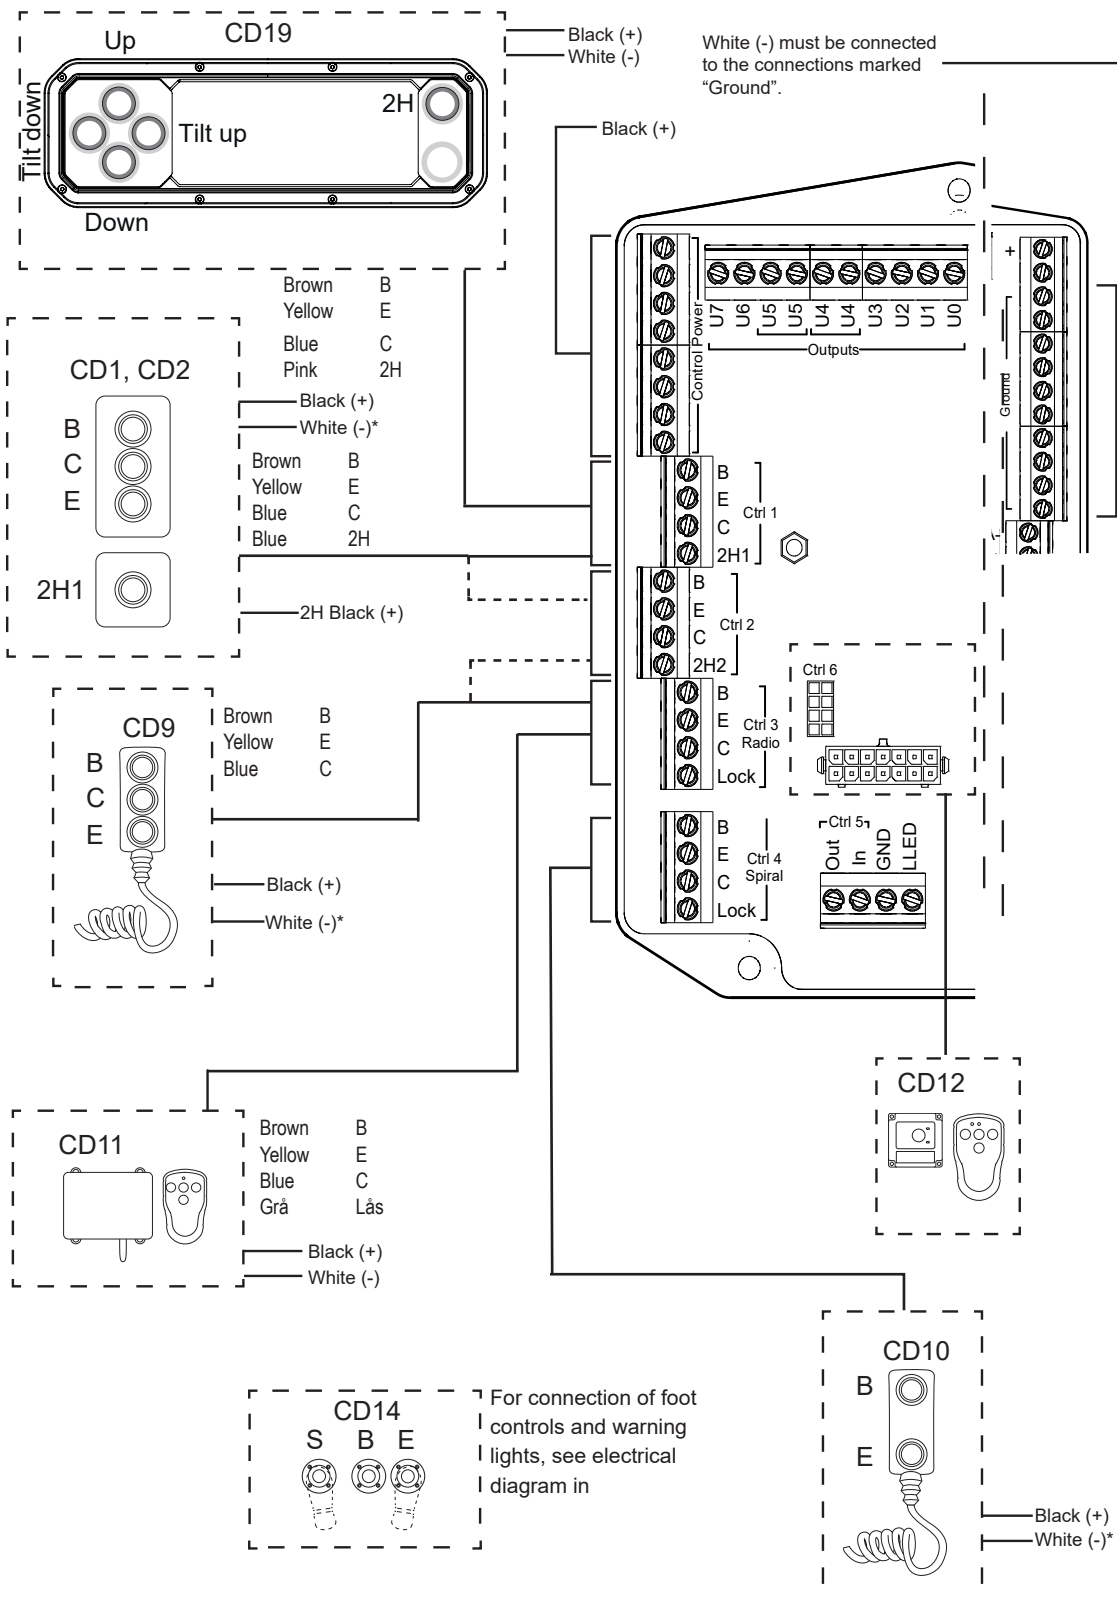 Up
CD19
Tilt down
Tilt up
2H
Down
Black (+)
White (-)
White (-) must be connected
to the connections marked
“Ground”.
Black (+)
Brown B
Yellow E
Blue C
Pink 2H
CD1, CD2
B
C
E
2H1
Black (+)
White (-)*
Brown B
Yellow E
Blue C
Blue 2H
2H Black (+)
Control Power
U7
U6
U5
U5
U4
U4
U3
U2
U1
U0
Outputs
+
Ground
B
E
C
2H1
Ctrl 1
B
E
C
2H2
Ctrl 2
B
E
C
Lock
Ctrl 3
Radio
B
E
C
Lock
Ctrl 4
Spiral
Ctrl 6
Ctrl 5
Out
In
GND
LLED
CD9
B
C
E
Brown B
Yellow E
Blue C
Black (+)
White (-)*
CD11
Brown B
Yellow E
Blue C
Grå Lås
Black (+)
White (-)
CD12
CD10
B
E
Black (+)
White (-)*
CD14
S B E
For connection of foot
controls and warning
lights, see electrical
diagram in